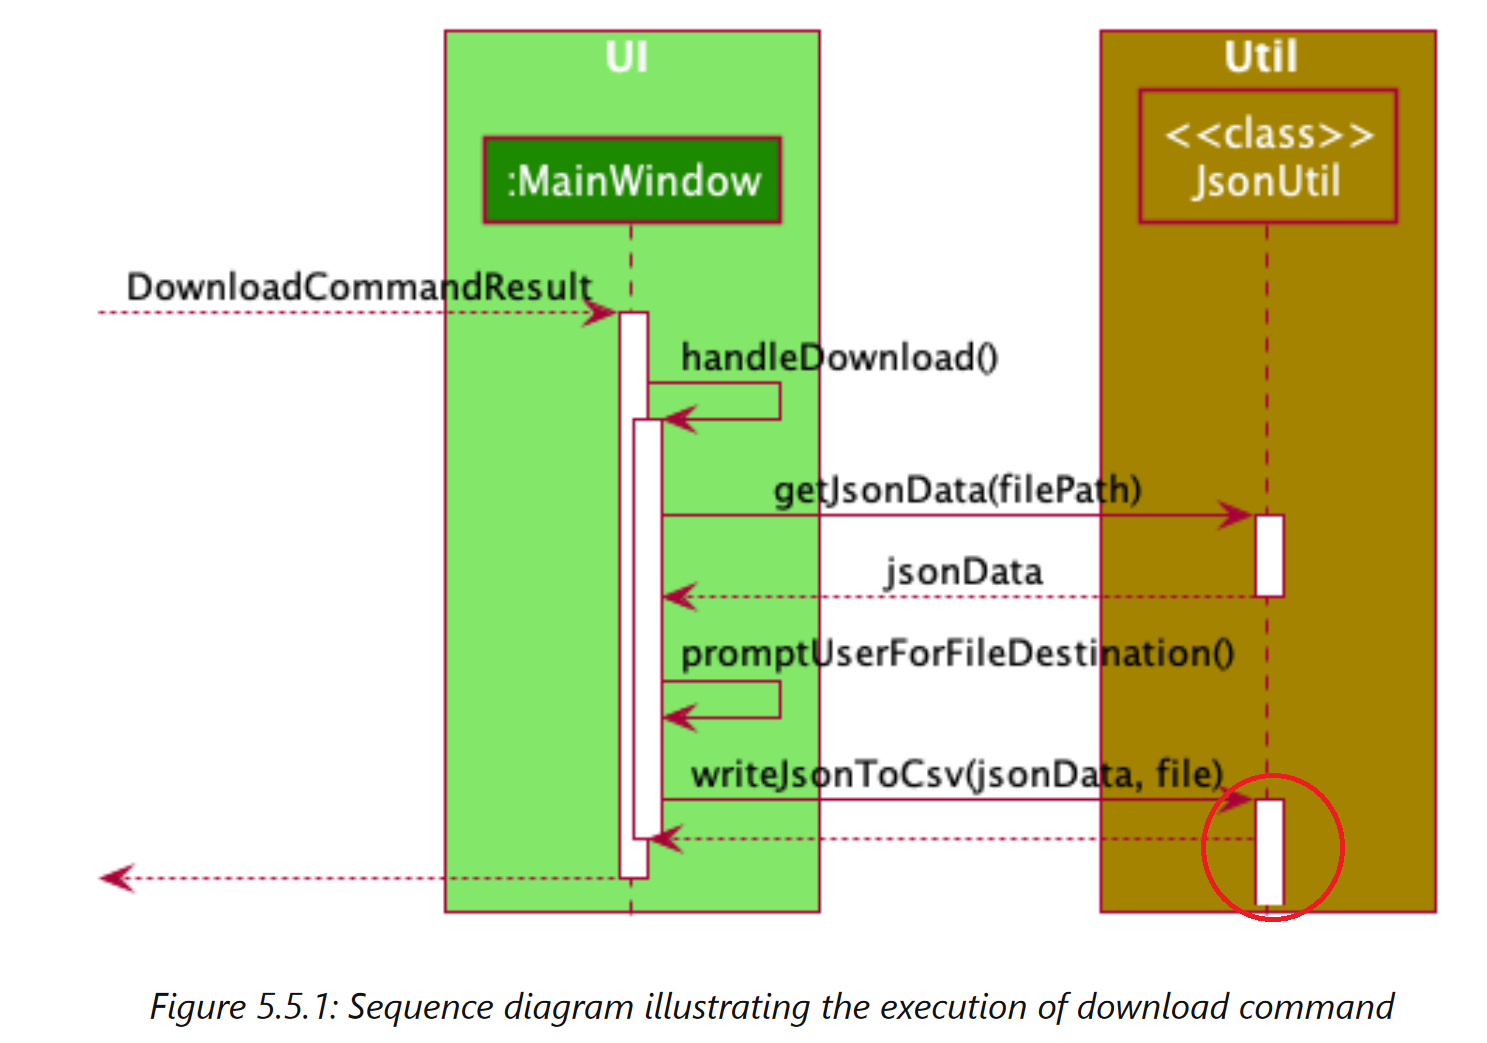 UI
Util
:MainWindow
<<class>>
JsonUtil
DownloadCommandResult
handleDownload()
getJsonData(filePath)
jsonData
promptUserForFileDestination()
writeJsonToCsv(jsonData, file)
Figure 5.5.1: Sequence diagram illustrating the execution of download command